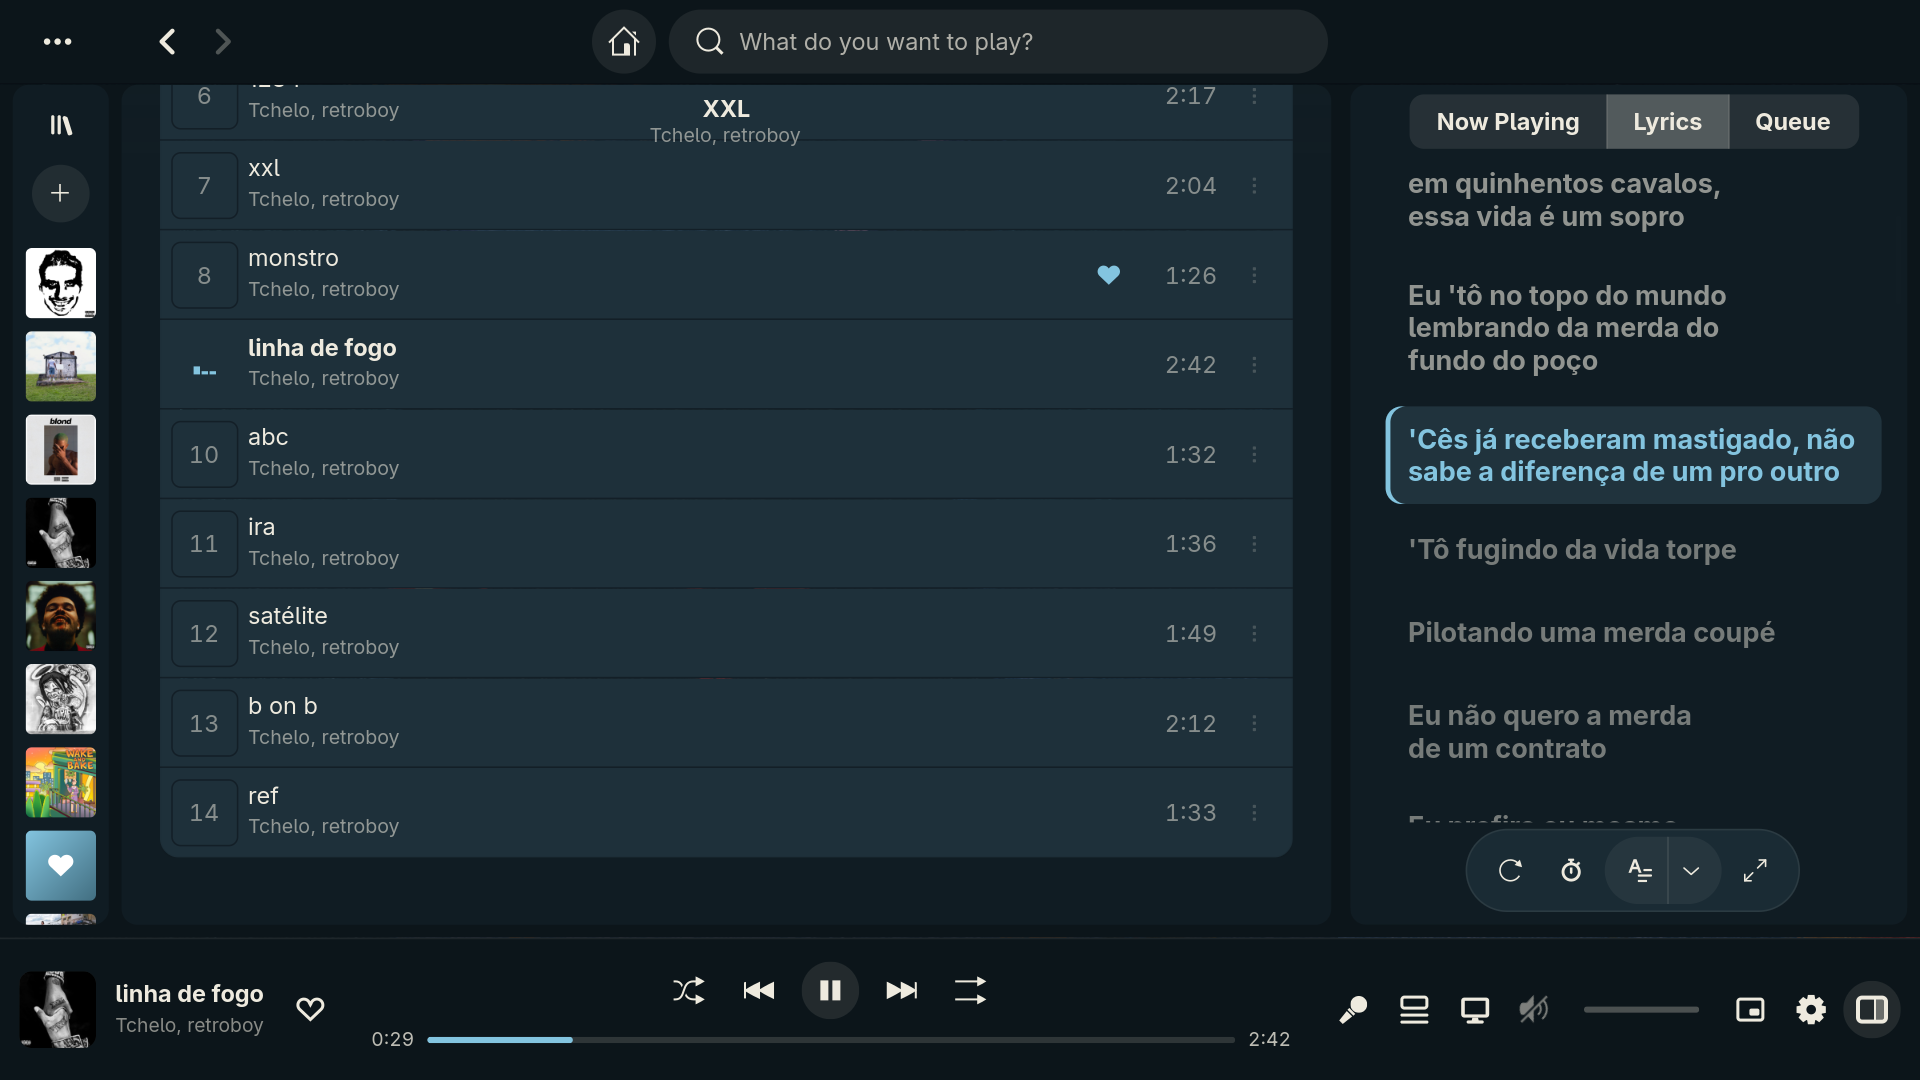 What do you want to play?
6
Tchelo, retroboy
2:17
XXL
Tchelo, retroboy
7
xxl
Tchelo, retroboy
2:04
8
monstro
Tchelo, retroboy
1:26
linha de fogo
Tchelo, retroboy
2:42
10
abc
Tchelo, retroboy
1:32
11
ira
Tchelo, retroboy
1:36
12
satélite
Tchelo, retroboy
1:49
13
b on b
Tchelo, retroboy
2:12
14
ref
Tchelo, retroboy
1:33
blond
WAKE
AND
BAKE
Now Playing
Lyrics
Queue
em quinhentos cavalos,
essa vida é um sopro
Eu 'tô no topo do mundo
lembrando da merda do
fundo do poço
'Cês já receberam mastigado, não
sabe a diferença de um pro outro
'Tô fugindo da vida torpe
Pilotando uma merda coupé
Eu não quero a merda
de um contrato
linha de fogo
Tchelo, retroboy
0:29
2:42